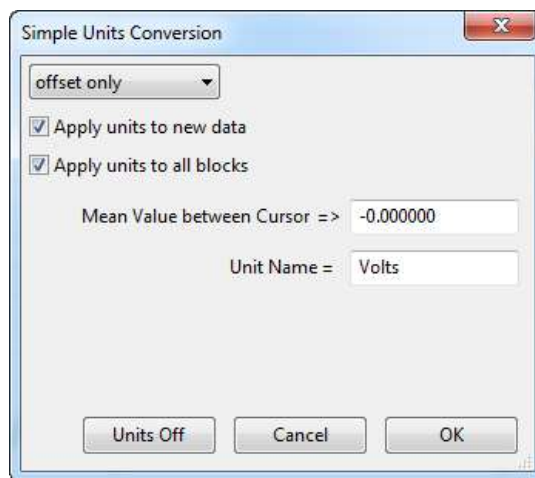 Simple Units Conversion
offset only
Apply units to new data
Apply units to all blocks
Mean Value between Cursor => -0.000000
Unit Name = Volts
Units Off Cancel OK